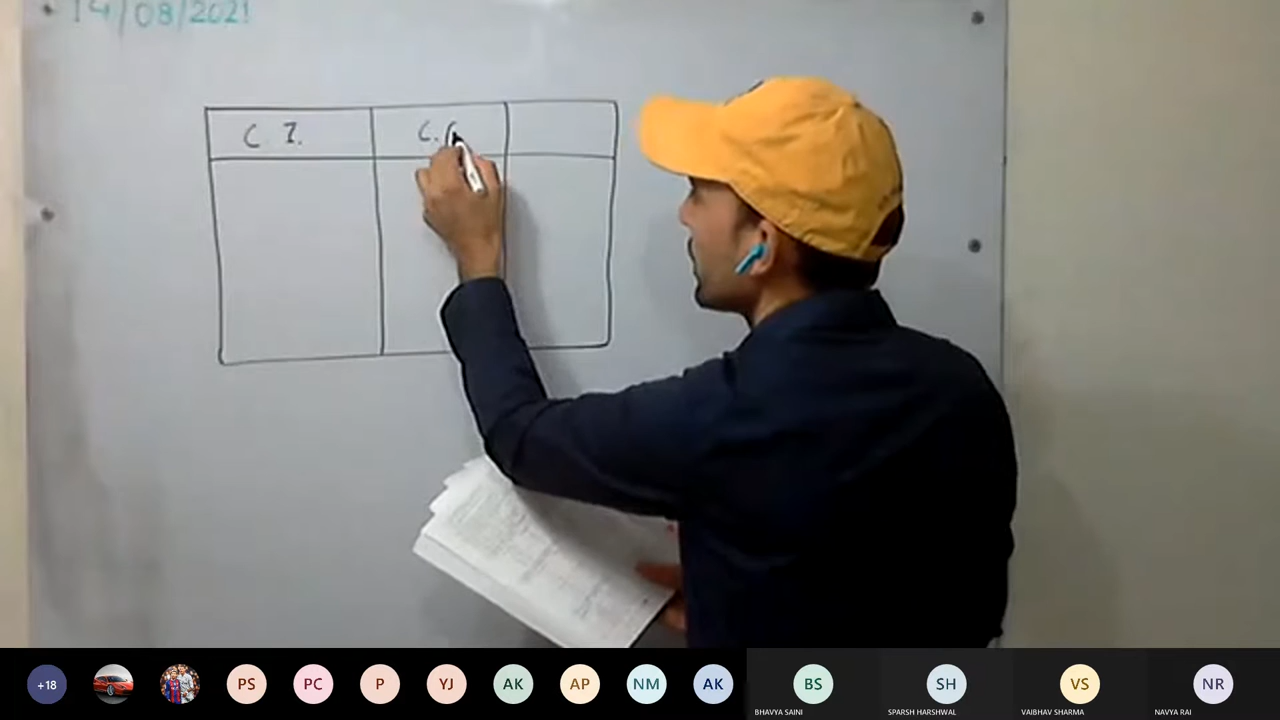 14/08/2021
C I. C.C
+18 PS PC P YJ AK AP NM AK BS SH VS NR
BHAVYA SAINI SPARSH HARSHWAL VAIBHAV SHARMA NAVYA RAI